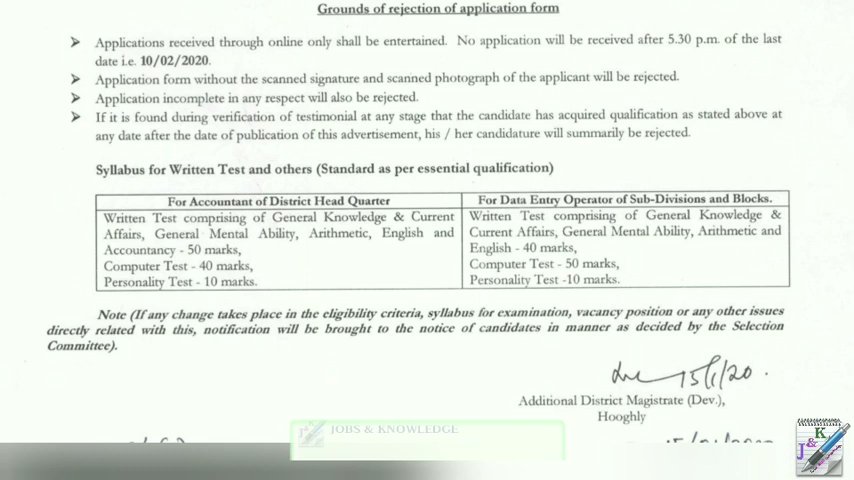 Grounds of rejection of application form
➢ Applications received through online only shall be entertained. No application will be received after 5.30 p.m. of the last
date i.e. 10/02/2020.
➢ Application form without the scanned signature and scanned photograph of the applicant will be rejected.
➢ Application incomplete in any respect will also be rejected.
➢ If it is found during verification of testimonial at any stage that the candidate has acquired qualification as stated above at
any date after the date of publication of this advertisement, his / her candidature will summarily be rejected.
Syllabus for Written Test and others (Standard as per essential qualification)
For Accountant of District Head Quarter
Written Test comprising of General Knowledge & Current
Affairs, General Mental Ability, Arithmetic, English and
Accountancy - 50 marks,
Computer Test - 40 marks,
Personality Test - 10 marks.
For Data Entry Operator of Sub-Divisions and Blocks.
Written Test comprising of General Knowledge &
Current Affairs, General Mental Ability, Arithmetic and
English - 40 marks,
Computer Test - 50 marks,
Personality Test -10 marks.
Note (If any change takes place in the eligibility criteria, syllabus for examination, vacancy position or any other issues
directly related with this, notification will be brought to the notice of candidates in manner as decided by the Selection
Committee).
15/1/20
Additional District Magistrate (Dev.),
Hooghly
JOBS & KNOWLEDGE
J&K